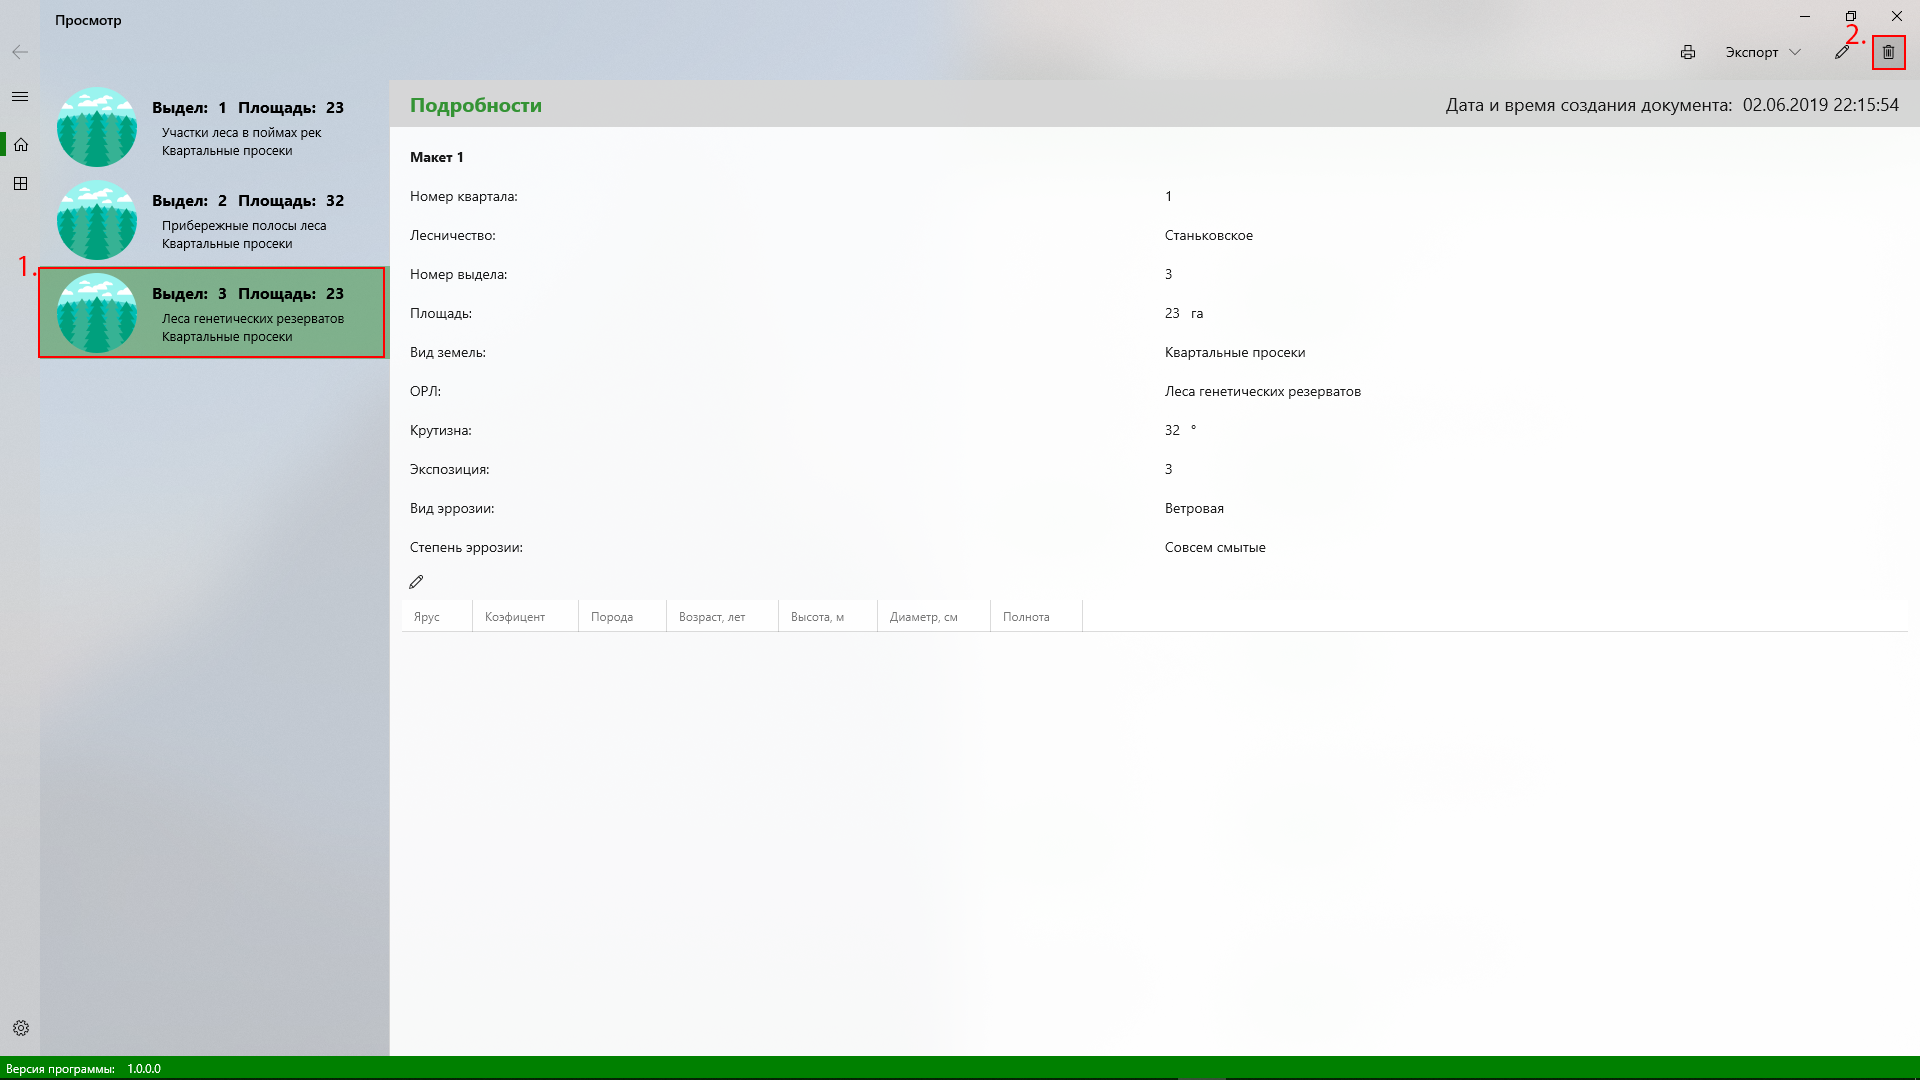 Просмотр
2.
Экспорт
Выдел: 1 Площадь: 23
Участки леса в поймах рек
Квартальные просеки
Выдел: 2 Площадь: 32
Прибережные полосы леса
Квартальные просеки
1.
Выдел: 3 Площадь: 23
Леса генетических резерватов
Квартальные просеки
Подробности
Дата и время создания документа: 02.06.2019 22:15:54
Макет 1
Номер квартала: 1
Лесничество: Станьковское
Номер выдела: 3
Площадь: 23 га
Вид земель: Квартальные просеки
ОРЛ: Леса генетических резерватов
Крутизна: 32 °
Экспозиция: 3
Вид эррозии: Ветровая
Степень эррозии: Совсем смытые
Ярус Коэфицент Порода Возраст, лет Высота, м Диаметр, см Полнота
Версия программы: 1.0.0.0